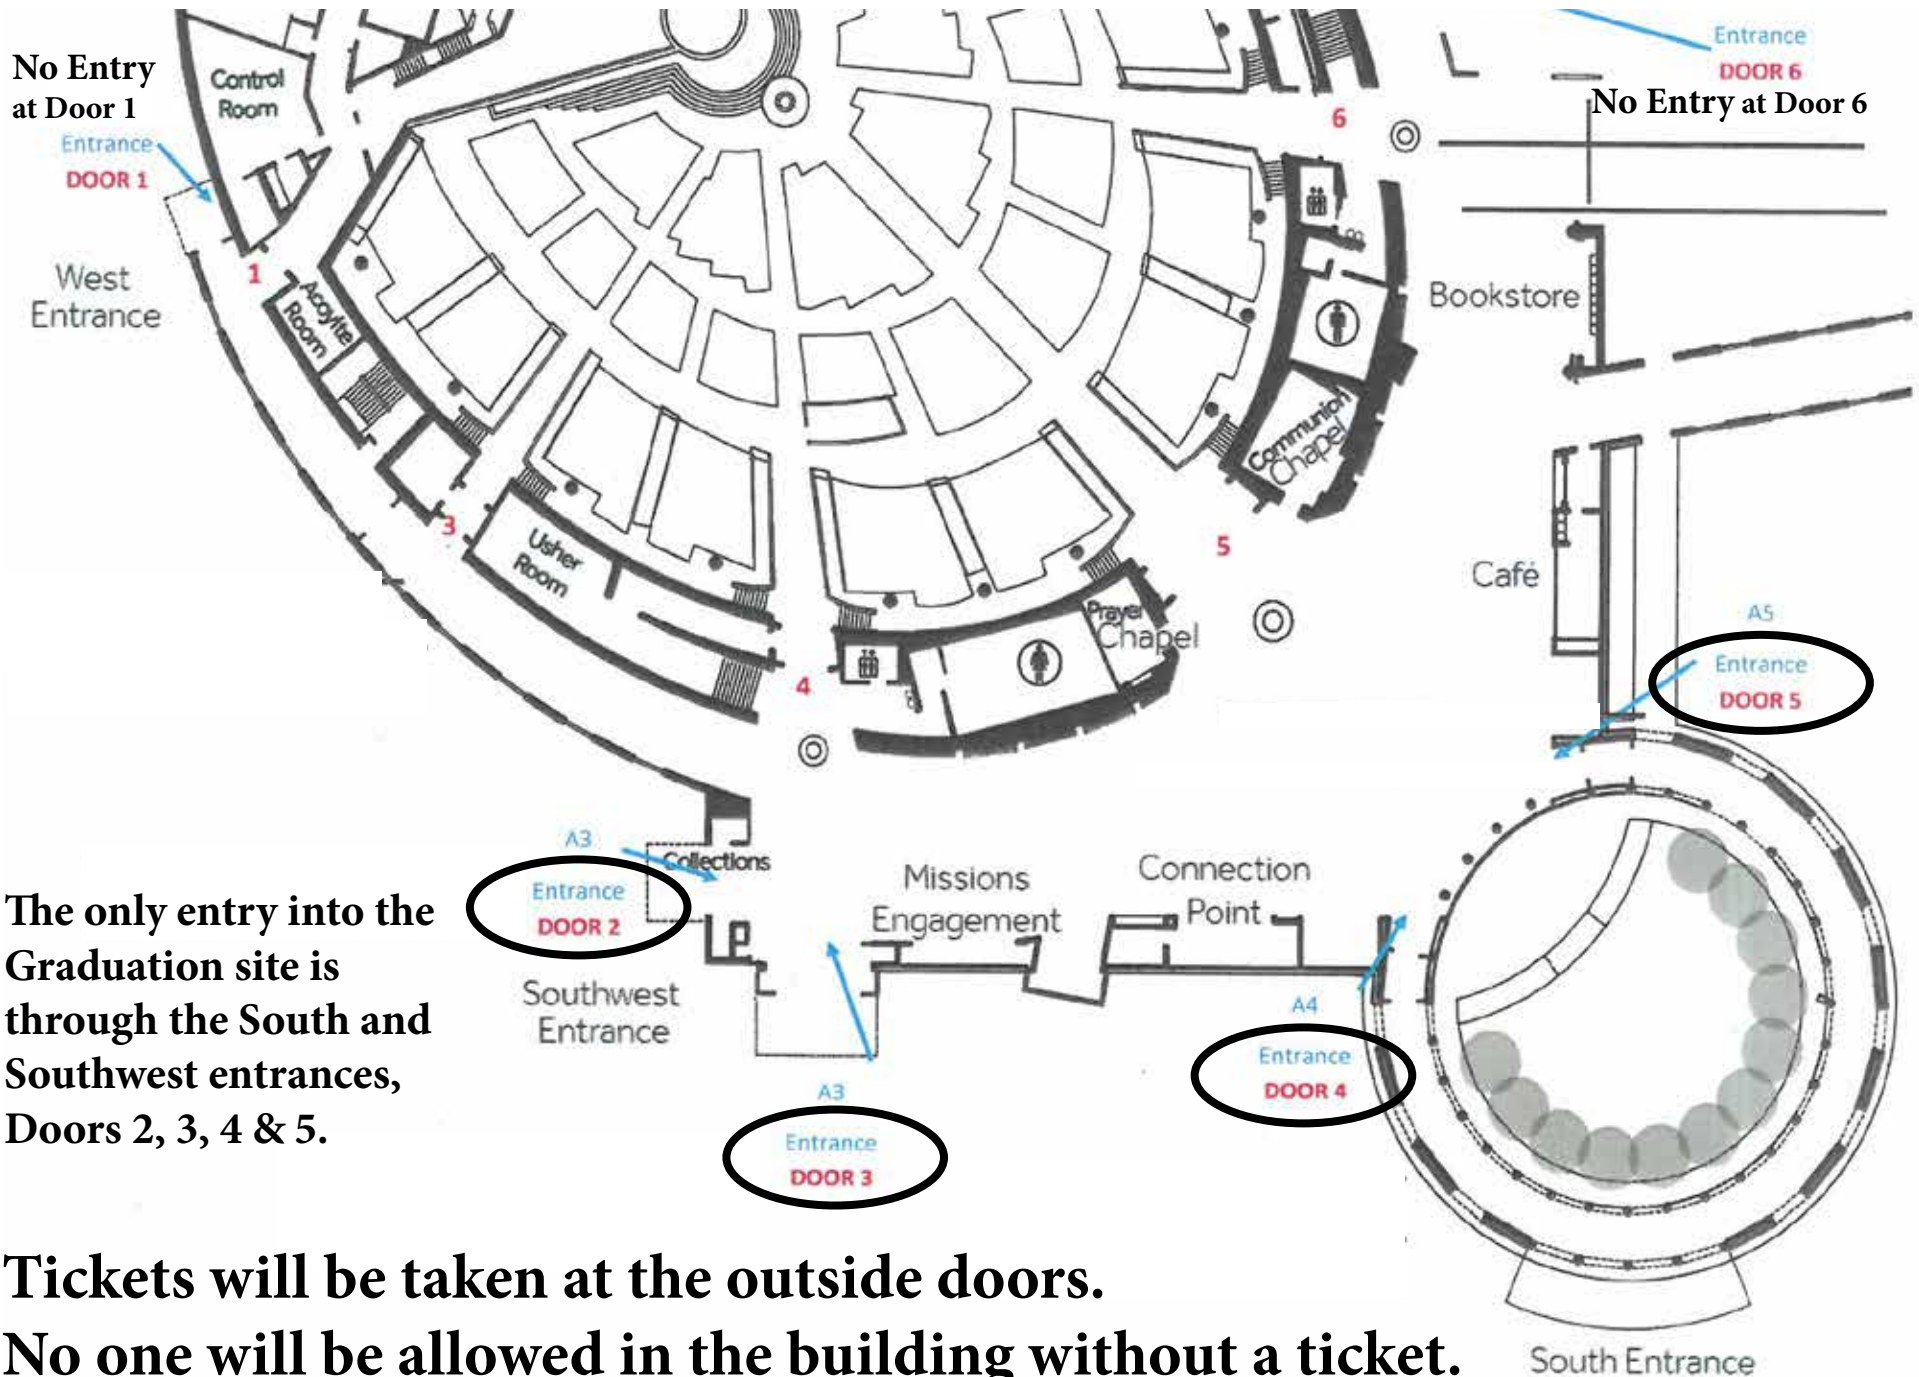 No Entry
at Door 1
Entrance
DOOR 1
Control
Room
Entrance
DOOR 6
No Entry at Door 6
6
West
Entrance
1
Acoylte
Room
Bookstore
Communion
Chapel
3
Usher
Room
5
Café
Prayer
Chapel
4
A5
Entrance
DOOR 5
A3
Collections
Entrance
DOOR 2
Missions
Engagement
Connection
Point
The only entry into the
Graduation site is
through the South and
Southwest entrances,
Doors 2, 3, 4 & 5.
Southwest
Entrance
A4
Entrance
DOOR 4
A3
Entrance
DOOR 3
Tickets will be taken at the outside doors.
No one will be allowed in the building without a ticket.
South Entrance